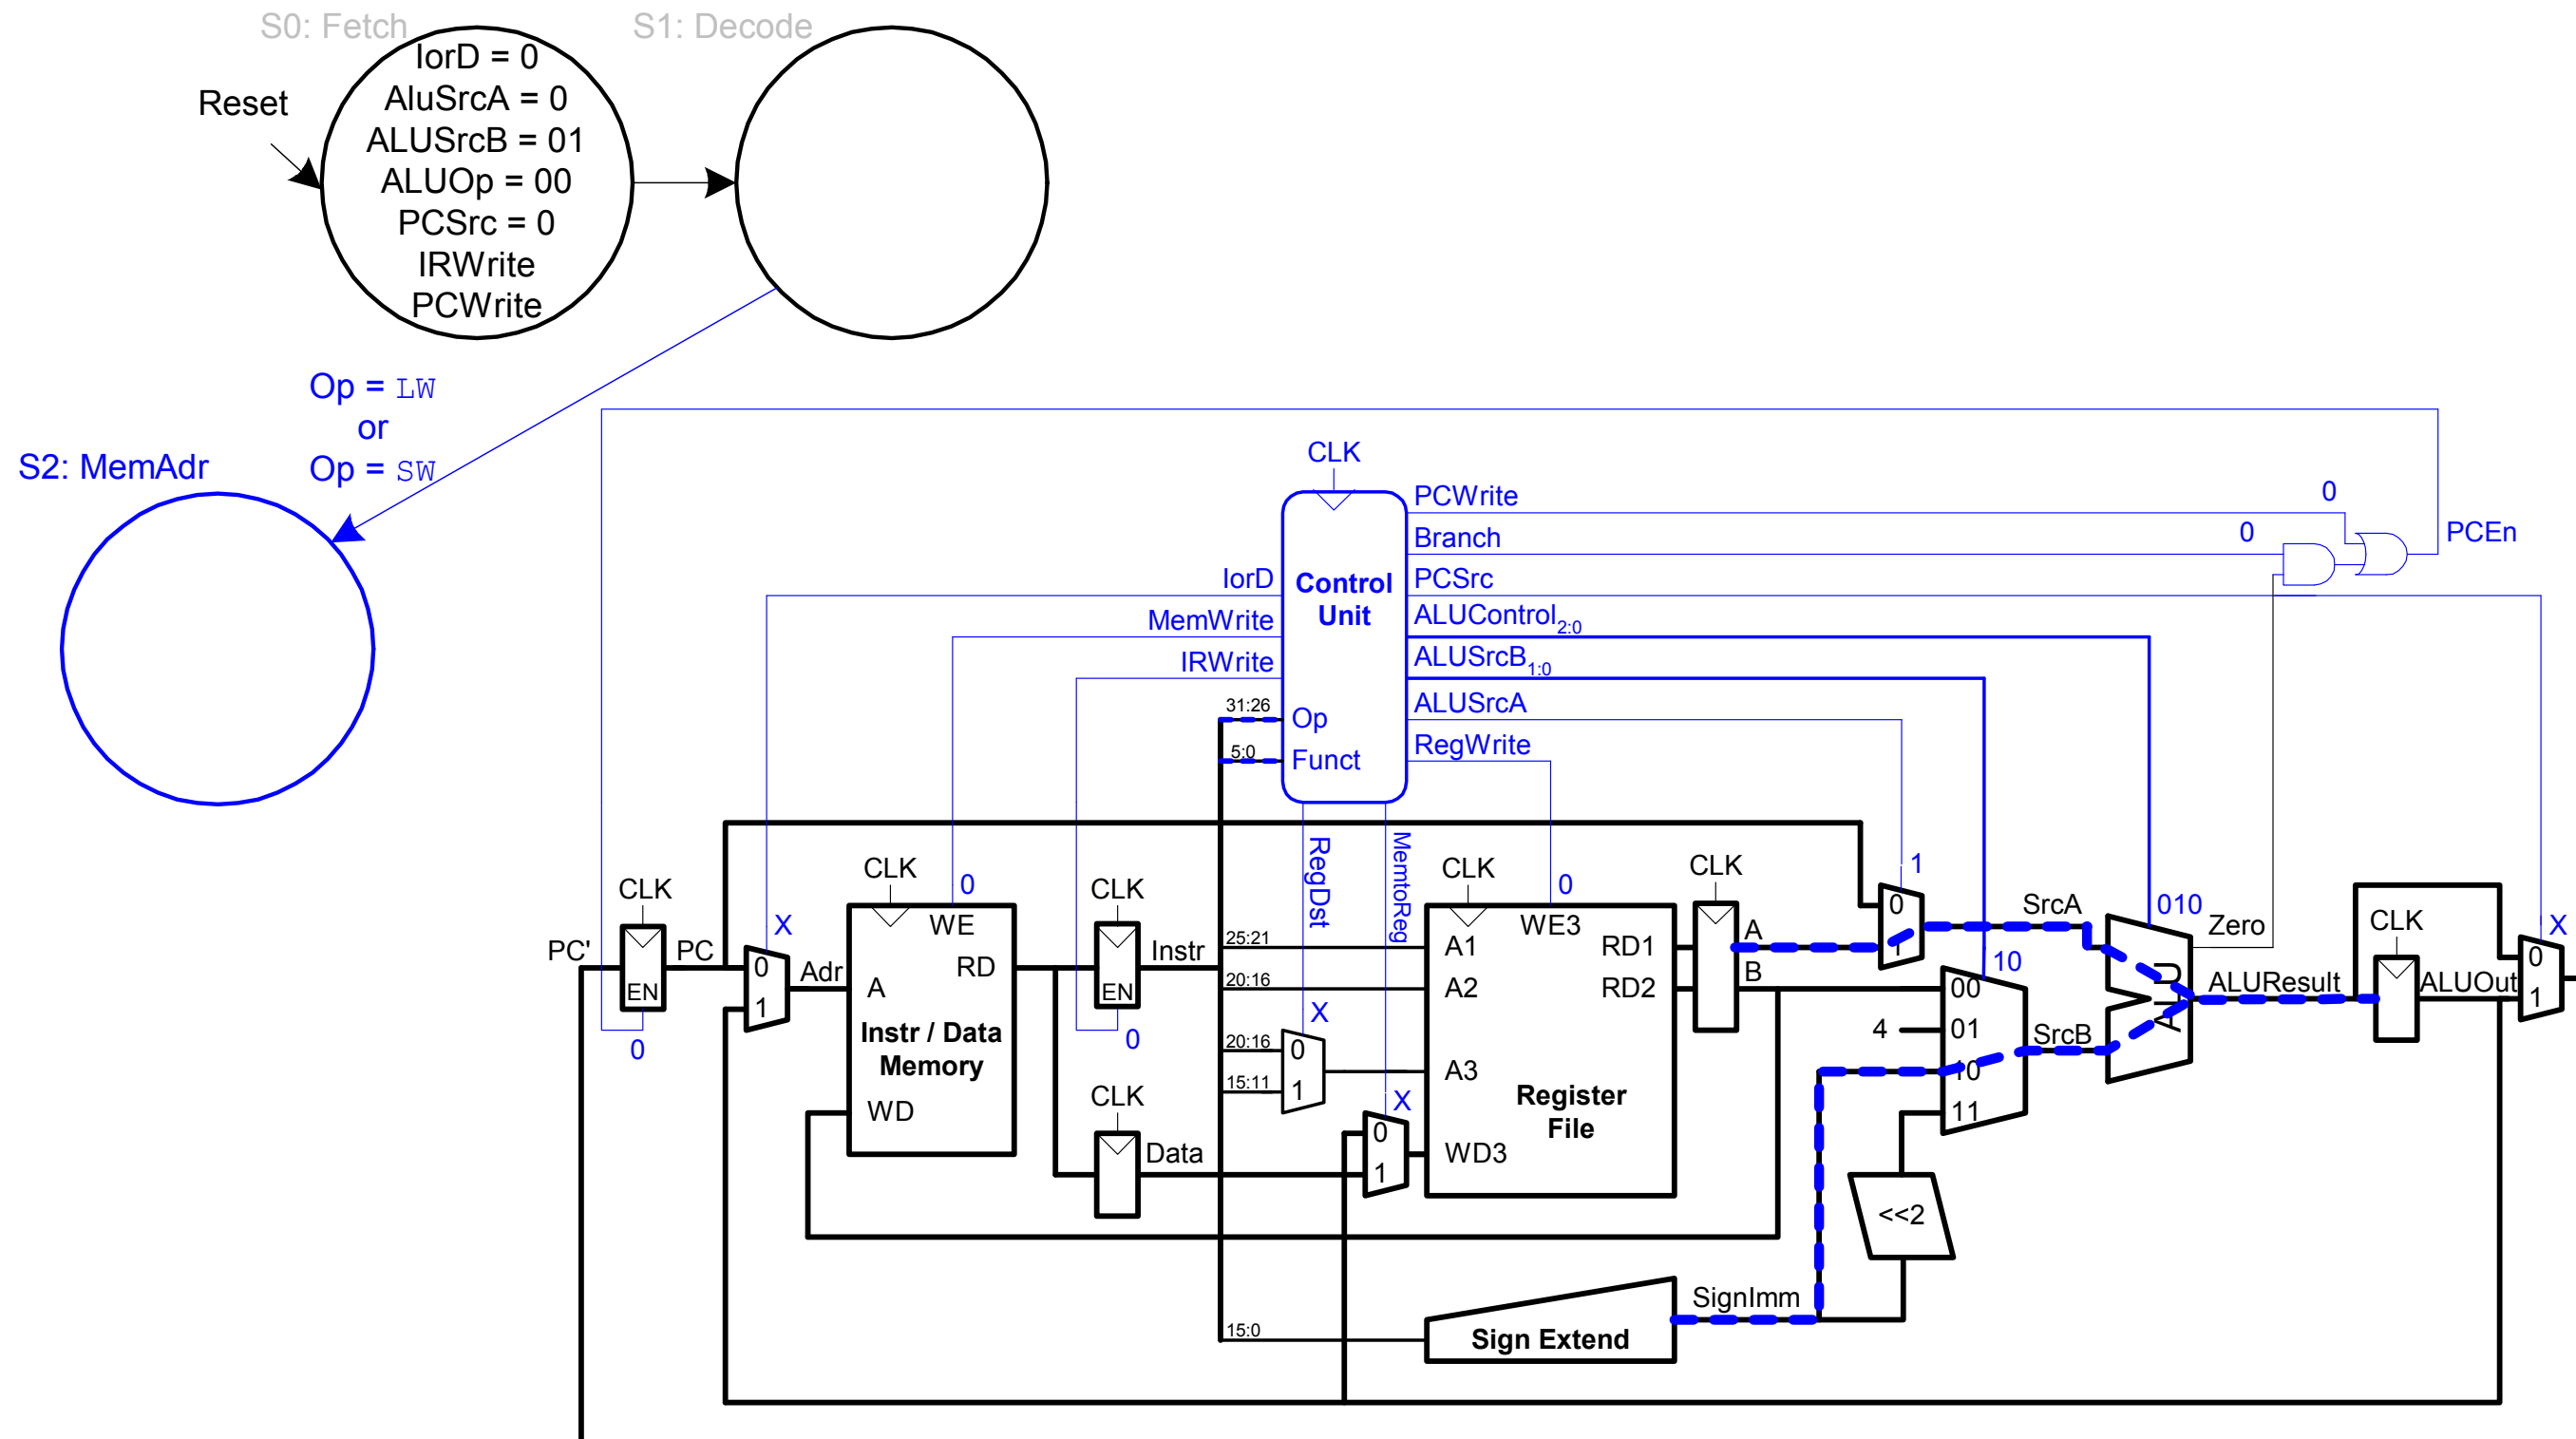 S0: Fetch
S1: Decode
Reset
IorD = 0
AluSrcA = 0
ALUSrcB = 01
ALUOp = 00
PCSrc = 0
IRWrite
PCWrite
Op = LW
or
Op = SW
S2: MemAdr
CLK
PCWrite
0
Branch
0
PCEn
IorD
Control
Unit
PCSrc
MemWrite
ALUControl2:0
IRWrite
ALUSrcB1:0
31:26
Op
ALUSrcA
5:0
Funct
RegWrite
RegDst
MemtoReg
CLK
CLK
0
CLK
CLK
0
CLK
1
0
1
SrcA
010
Zero
CLK
X
PC'
EN
PC
X
0
1
Adr
WE
A
RD
Instr / Data
Memory
WD
EN
Instr
25:21
20:16
A1
A2
WE3
RD1
RD2
A
B
10
00
01
10
11
4
SrcB
ALU
ALUResult
ALUOut
0
1
0
0
X
20:16
0
15:11
1
A3
Register
File
CLK
Data
X
0
1
WD3
<<2
SignImm
15:0
Sign Extend